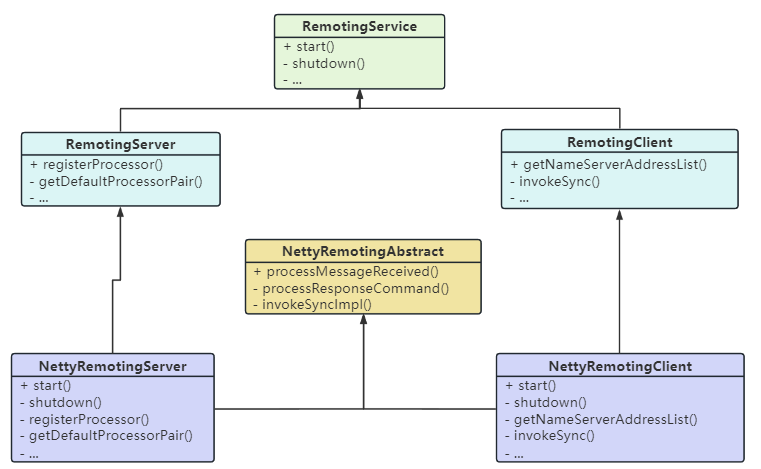 RemotingService
+ start()
- shutdown()
- ...
RemotingServer
+ registerProcessor()
- getDefaultProcessorPair()
- ...
RemotingClient
+ getNameServerAddressList()
- invokeSync()
- ...
NettyRemotingAbstract
+ processMessageReceived()
- processResponseCommand()
- invokeSyncImpl()
NettyRemotingServer
+ start()
- shutdown()
- registerProcessor()
- getDefaultProcessorPair()
- ...
NettyRemotingClient
+ start()
- shutdown()
- getNameServerAddressList()
- invokeSync()
- ...